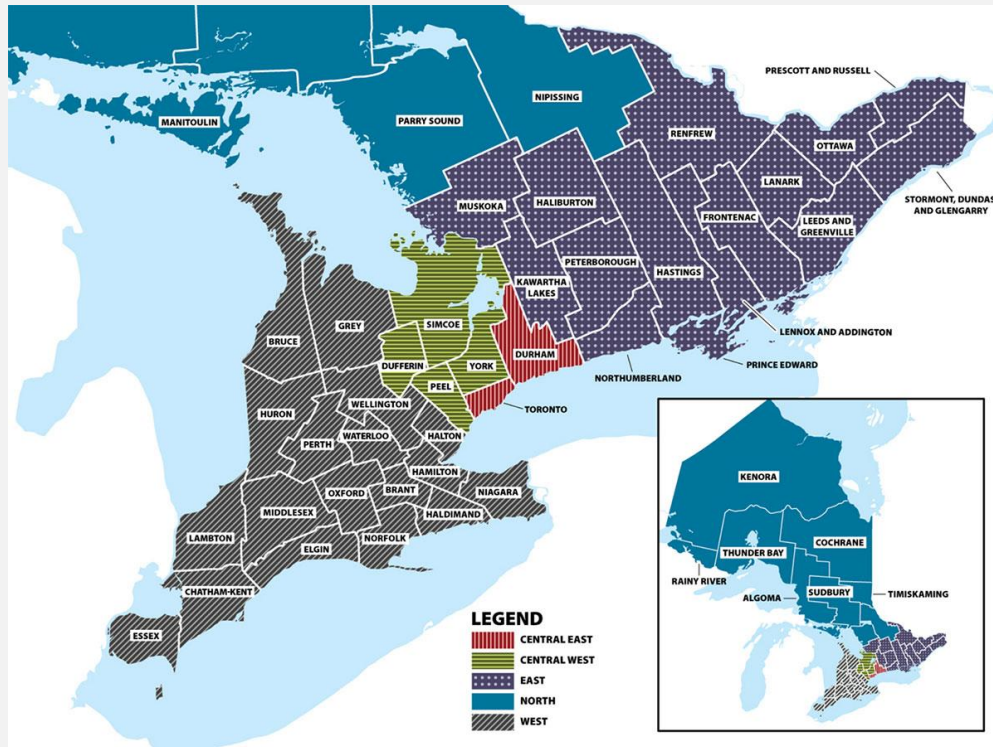 PRESCOTT AND RUSSELL
NIPISSING
MANITOULIN
PARRY SOUND
RENFREW
OTTAWA
LANARK
STORMONT, DUNDAS
AND GLENGARRY
MUSKOKA
HALIBURTON
FRONTENAC
LEEDS AND
GREENVILLE
PETERBOROUGH
HASTINGS
KAWARTHA
LAKES
LENNOX AND ADDINGTON
GREY
SIMCOE
BRUCE
DURHAM
PRINCE EDWARD
DUFFERIN
YORK
NORTHUMBERLAND
PEEL
WELLINGTON
TORONTO
HURON
WATERLOO
HALTON
PERTH
HAMILTON
OXFORD
BRANT
NIAGARA
MIDDLESEX
HALDIMAND
LAMBTON
NORFOLK
ELGIN
CHATHAM-KENT
ESSEX
LEGEND
CENTRAL EAST
CENTRAL WEST
EAST
NORTH
WEST
KENORA
COCHRANE
THUNDER BAY
RAINY RIVER
SUDBURY
ALGOMA
TIMISKAMING